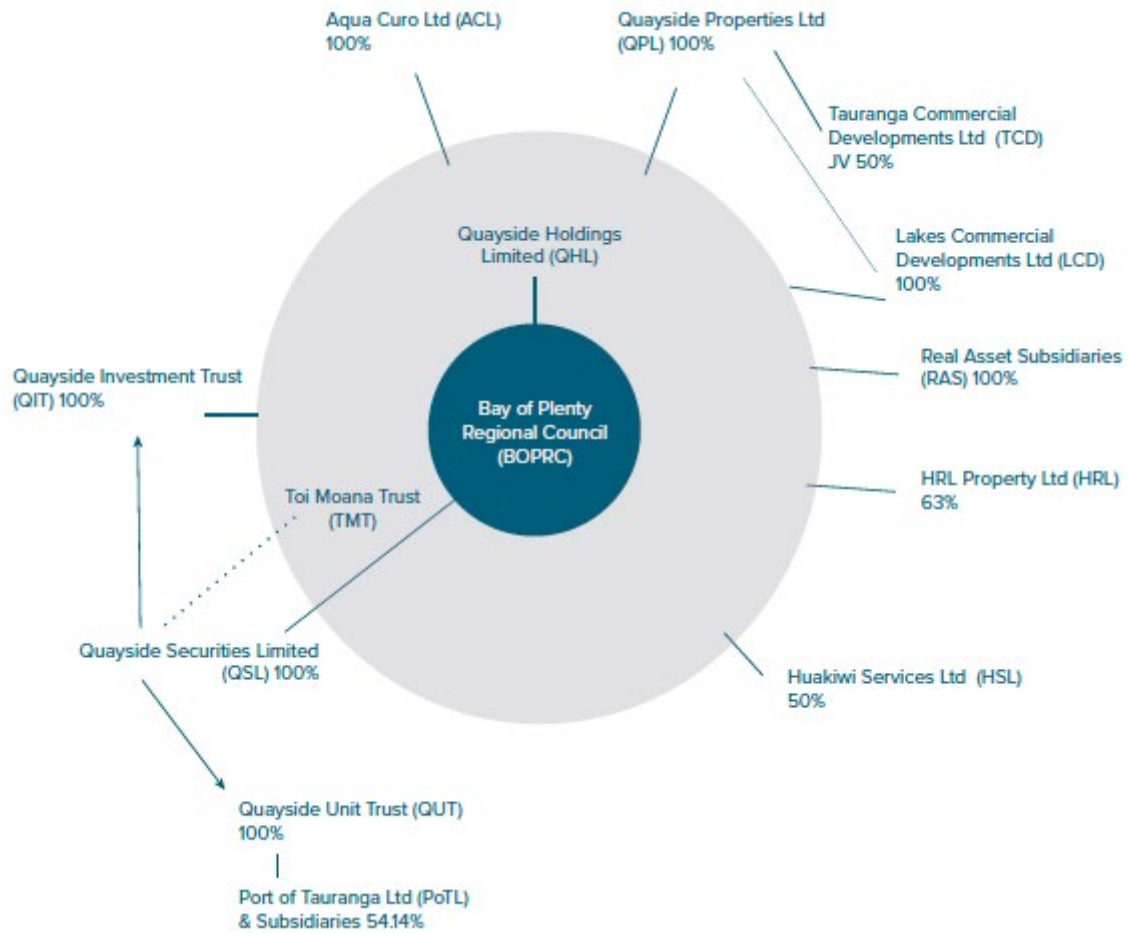 Aqua Curo Ltd (ACL)
100%
Quayside Properties Ltd
(QPL) 100%
Tauranga Commercial
Developments Ltd (TCD)
JV 50%
Quayside Holdings
Limited (QHL)
Lakes Commercial
Developments Ltd (LCD)
100%
Real Asset Subsidiaries
(RAS) 100%
Quayside Investment Trust
(QIT) 100%
Bay of Plenty
Regional Council
(BOPRC)
HRL Property Ltd (HRL)
63%
Toi Moana Trust
(TMT)
Quayside Securities Limited
(QSL) 100%
Huakiwi Services Ltd (HSL)
50%
Quayside Unit Trust (QUT)
100%
Port of Tauranga Ltd (PoTL)
& Subsidiaries 54.14%